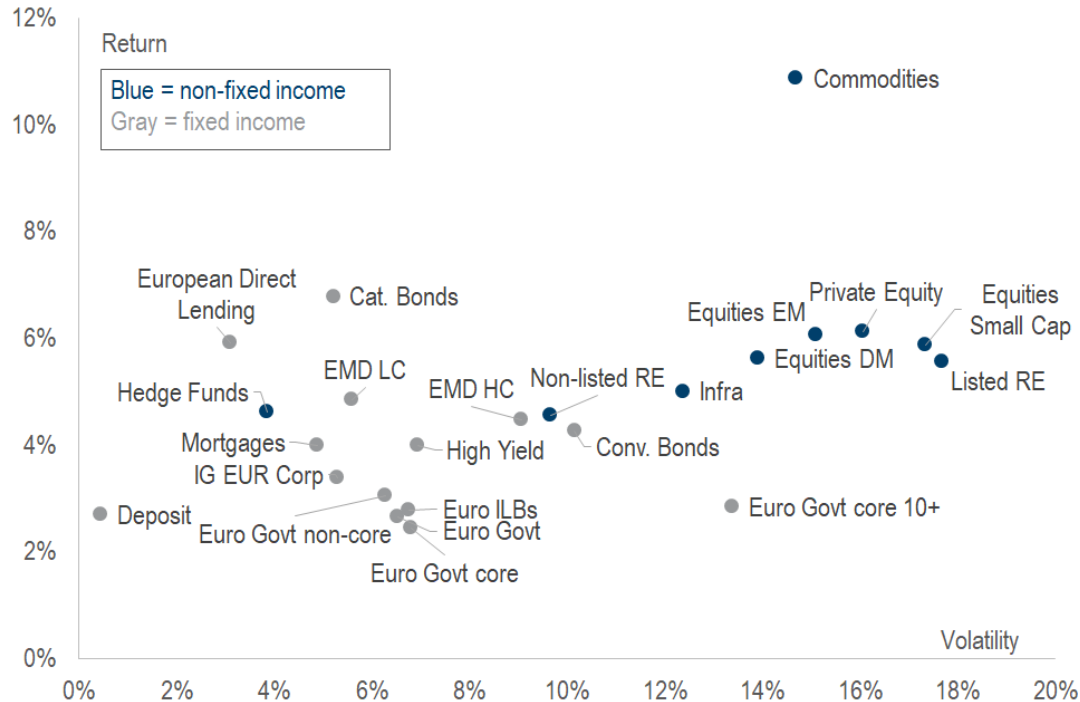 12%
Return
Blue = non-fixed income
Gray = fixed income
Commodities
10%
8%
European Direct
Lending
Cat. Bonds
Private Equity
Equities
Small Cap
Equities EM
6%
Equities DM
Listed RE
EMD LC
EMD HC
Non-listed RE
Infra
Hedge Funds
4%
Mortgages
High Yield
Conv. Bonds
IG EUR Corp
Deposit
Euro ILBs
Euro Govt core 10+
Euro Govt non-core
Euro Govt
2%
Euro Govt core
Volatility
0%
0% 2% 4% 6% 8% 10% 12% 14% 16% 18% 20%